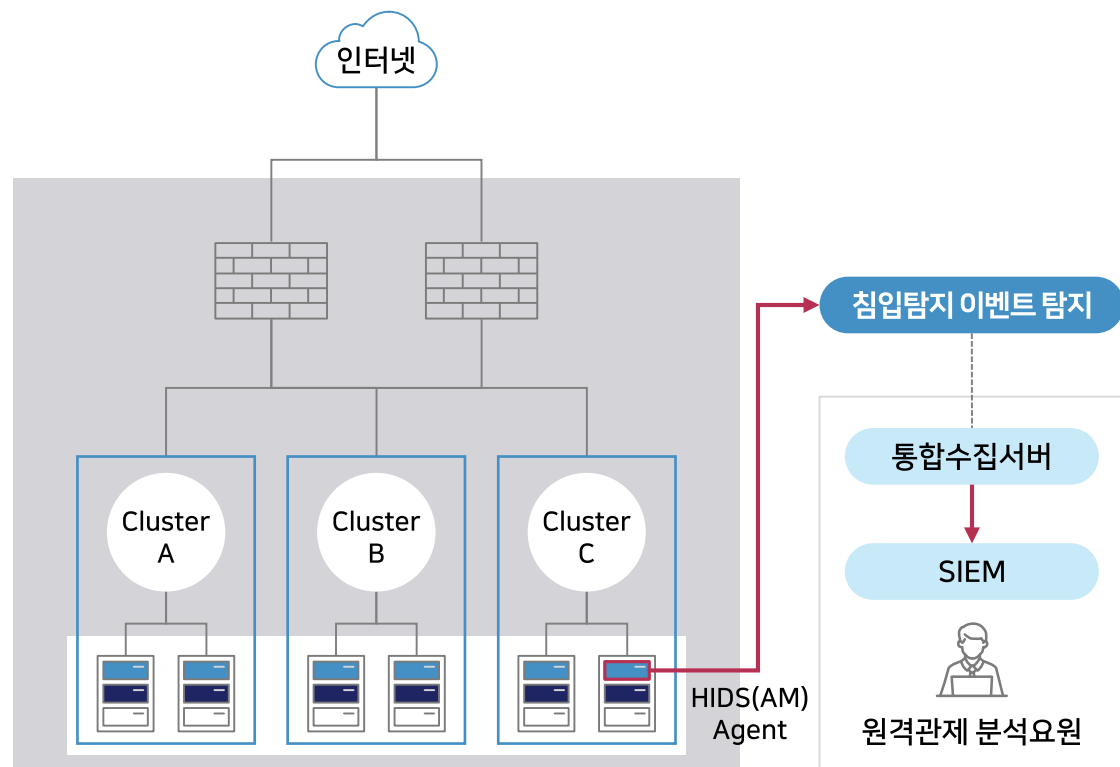 인터넷
침입탐지 이벤트 탐지
통합수집서버
Cluster
A
Cluster
B
Cluster
C
SIEM
HIDS(AM)
Agent
원격관제 분석요원